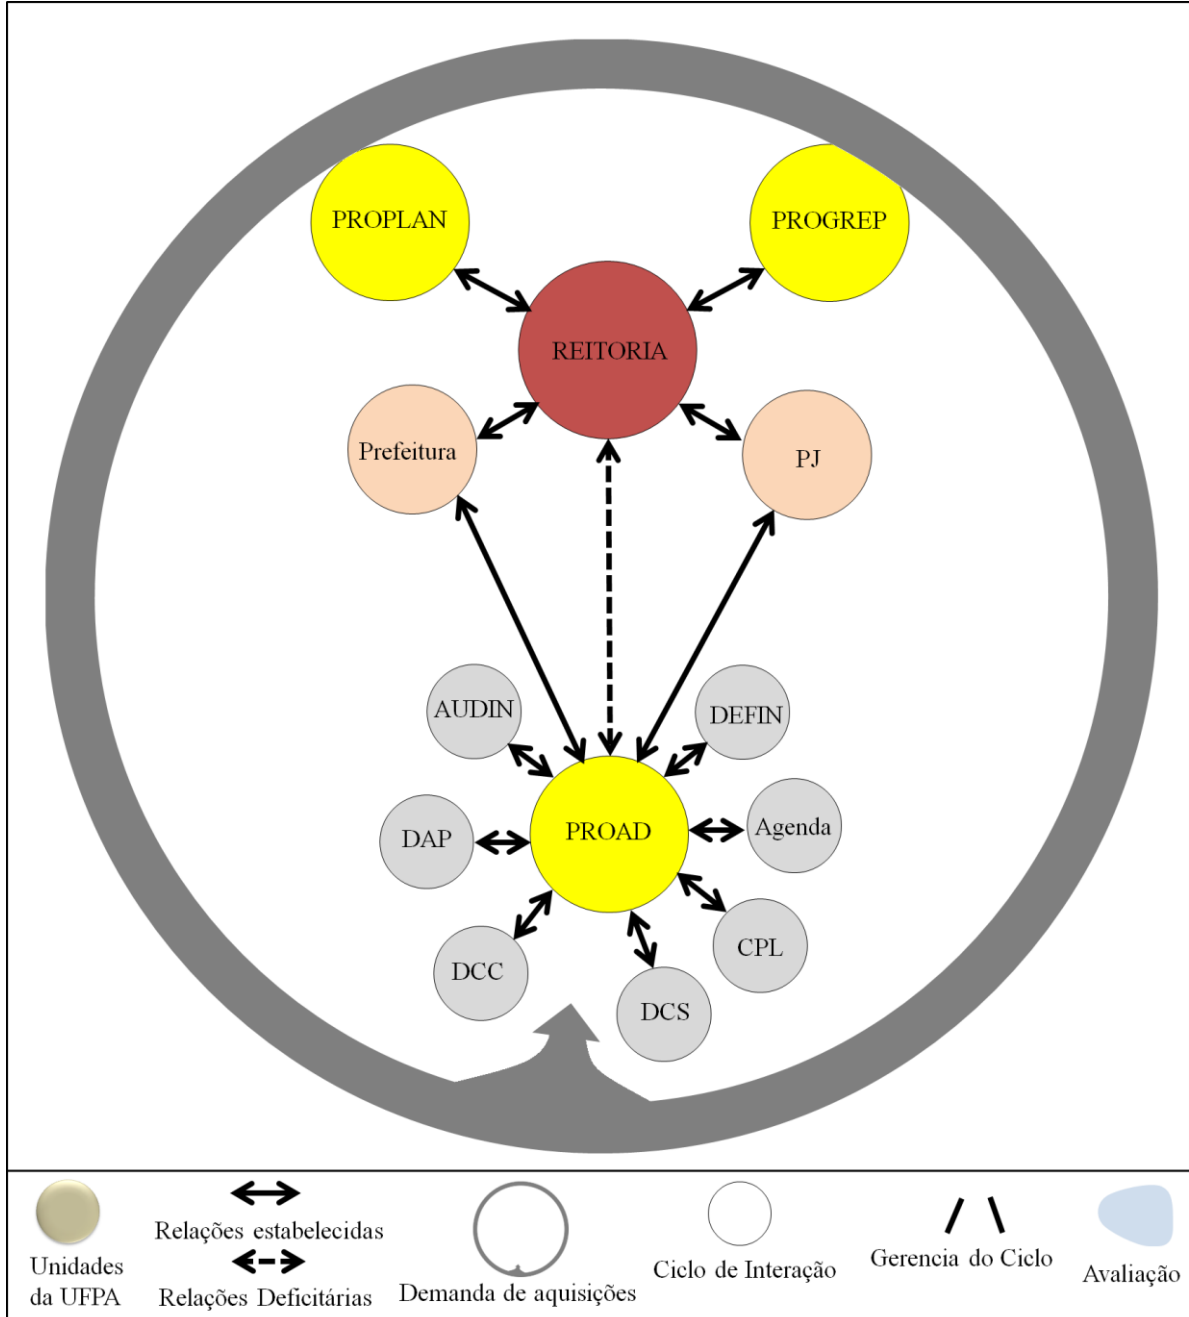 PROPLAN
PROGREP
REITORIA
Prefeitura
PJ
AUDIN
DEFIN
DAP
PROAD
Agenda
DCC
CPL
DCS
Relações estabelecidas
Unidades
da UFPA
Relações Deficitárias
Demanda de aquisições
Ciclo de Interação
Gerencia do Ciclo
Avaliação